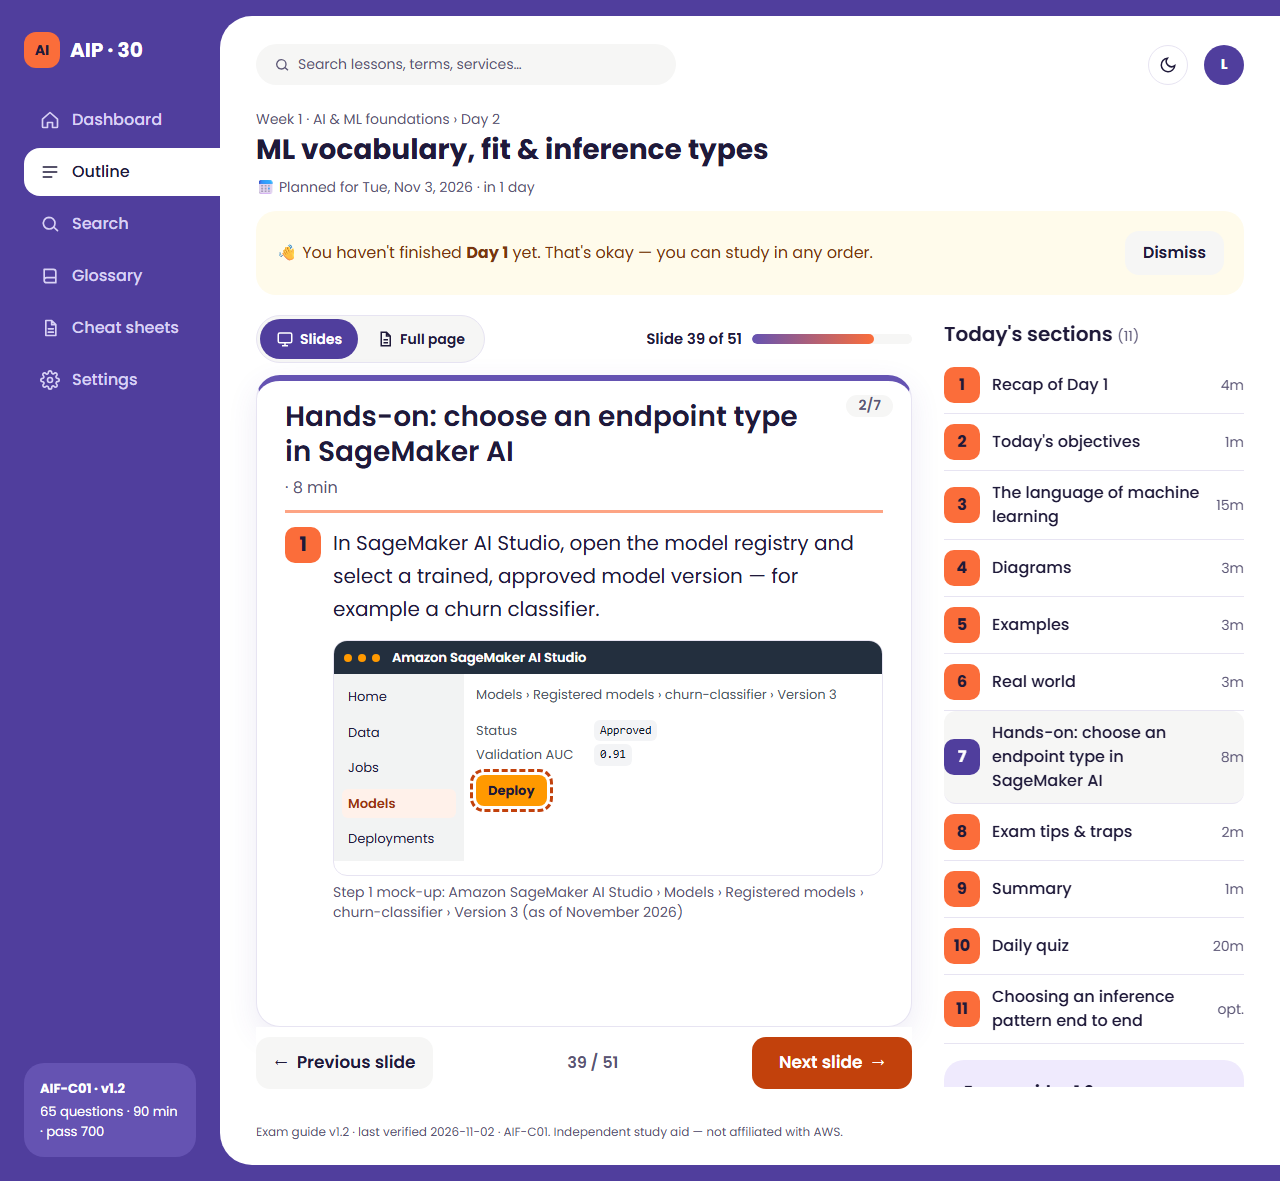 AI
AIP · 30
Dashboard
Outline
Search
Glossary
Cheat sheets
Settings
AIF-C01 · v1.2
65 questions · 90 min
· pass 700
Search lessons, terms, services...
L
Week 1 · AI & ML foundations › Day 2
ML vocabulary, fit & inference types
Planned for Tue, Nov 3, 2026 · in 1 day
You haven't finished Day 1 yet. That's okay — you can study in any order.
Dismiss
Slides
Full page
Slide 39 of 51
2/7
Hands-on: choose an endpoint type
in SageMaker AI
· 8 min
1
In SageMaker AI Studio, open the model registry and
select a trained, approved model version — for
example a churn classifier.
Amazon SageMaker AI Studio
Home
Data
Jobs
Models
Deployments
Models › Registered models › churn-classifier › Version 3
Status Approved
Validation AUC 0.91
Deploy
Step 1 mock-up: Amazon SageMaker AI Studio › Models › Registered models ›
churn-classifier › Version 3 (as of November 2026)
← Previous slide
39 / 51
Next slide →
Today's sections (11)
1 Recap of Day 1 4m
2 Today's objectives 1m
3 The language of machine
learning 15m
4 Diagrams 3m
5 Examples 3m
6 Real world 3m
7 Hands-on: choose an
endpoint type in
SageMaker AI 8m
8 Exam tips & traps 2m
9 Summary 1m
10 Daily quiz 20m
11 Choosing an inference
pattern end to end opt.
Exam guide v1.2 · last verified 2026-11-02 · AIF-C01. Independent study aid — not affiliated with AWS.